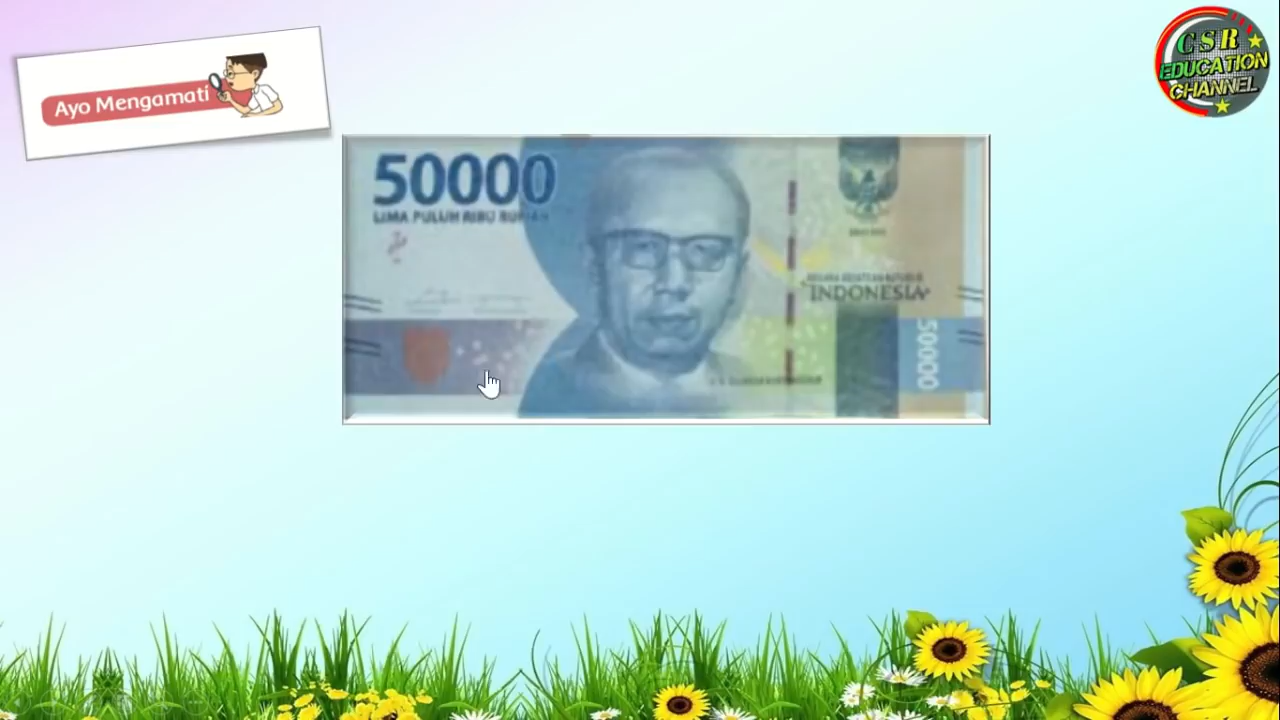 Ayo Mengamati
CSR
EDUCATION
CHANNEL
50000
LIMA PULUH RIBU RUPIAH
INDONESIA
50000